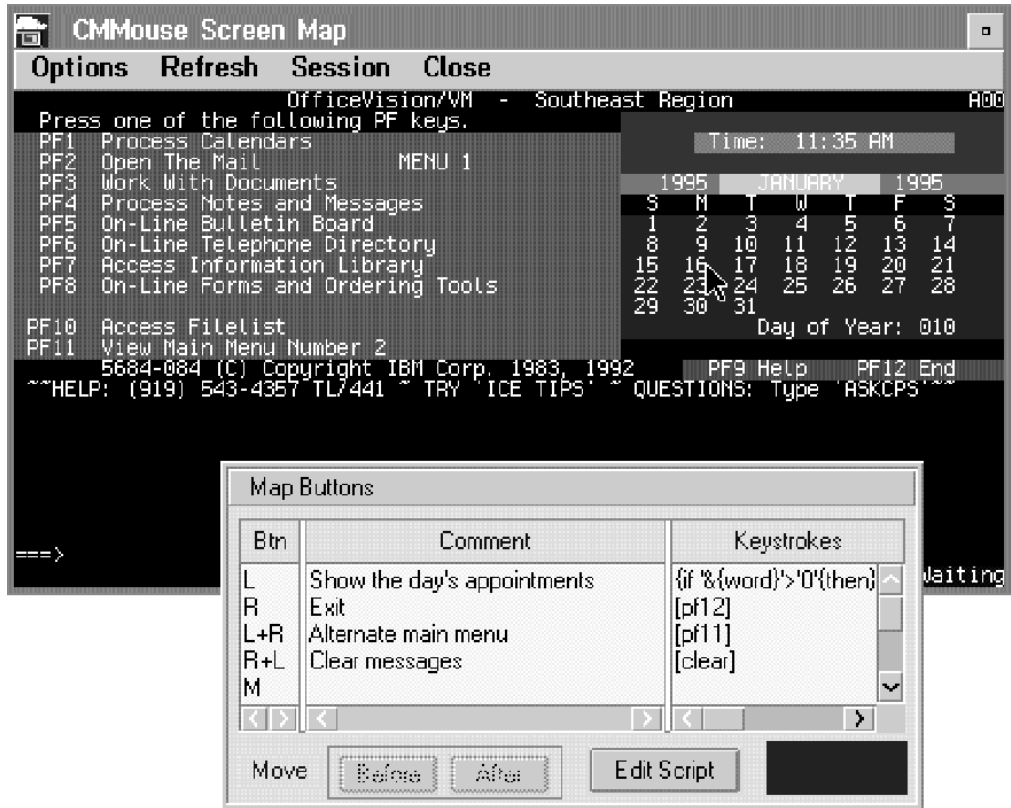 CMMouse Screen Map
Options Refresh Session Close
OfficeVision/VM - Southeast Region A00
Press one of the following PF keys.
PF1 Process Calendars Time: 11:35 AM
PF2 Open The Mail MENU 1
PF3 Work With Documents 1995 JANUARY 1995
PF4 Process Notes and Messages S M T W T F S
PF5 On-Line Bulletin Board 1 2 3 4 5 6 7
PF6 On-Line Telephone Directory 8 9 10 11 12 13 14
PF7 Access Information Library 15 16 17 18 19 20 21
PF8 On-Line Forms and Ordering Tools 22 23 24 25 26 27 28
29 30 31
PF10 Access Filelist Day of Year: 010
PF11 View Main Menu Number 2
5684-084 (C) Copyright IBM Corp. 1983, 1992 PF9 Help PF12 End
~~HELP: (919) 543-4357 TL/441 ~ TRY 'ICE TIPS' ~ QUESTIONS: Type 'ASKCPS'~~
===>
Waiting
Map Buttons
Btn Comment Keystrokes
L Show the day's appointments {if '&{word}'>'0'{then}
R Exit [pf12]
L+R Alternate main menu [pf11]
R+L Clear messages [clear]
M
Move Before After Edit Script